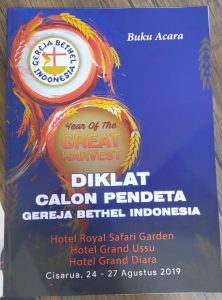 Buku Acara
GEREJA BETHEL
INDONESIA
Year Of The
GREAT
HARVEST
DIKLAT
CALON PENDETA
GEREJA BETHEL INDONESIA
Hotel Royal Safari Garden
Hotel Grand Ussu
Hotel Grand Diara
Cisarua, 24 - 27 Agustus 2019